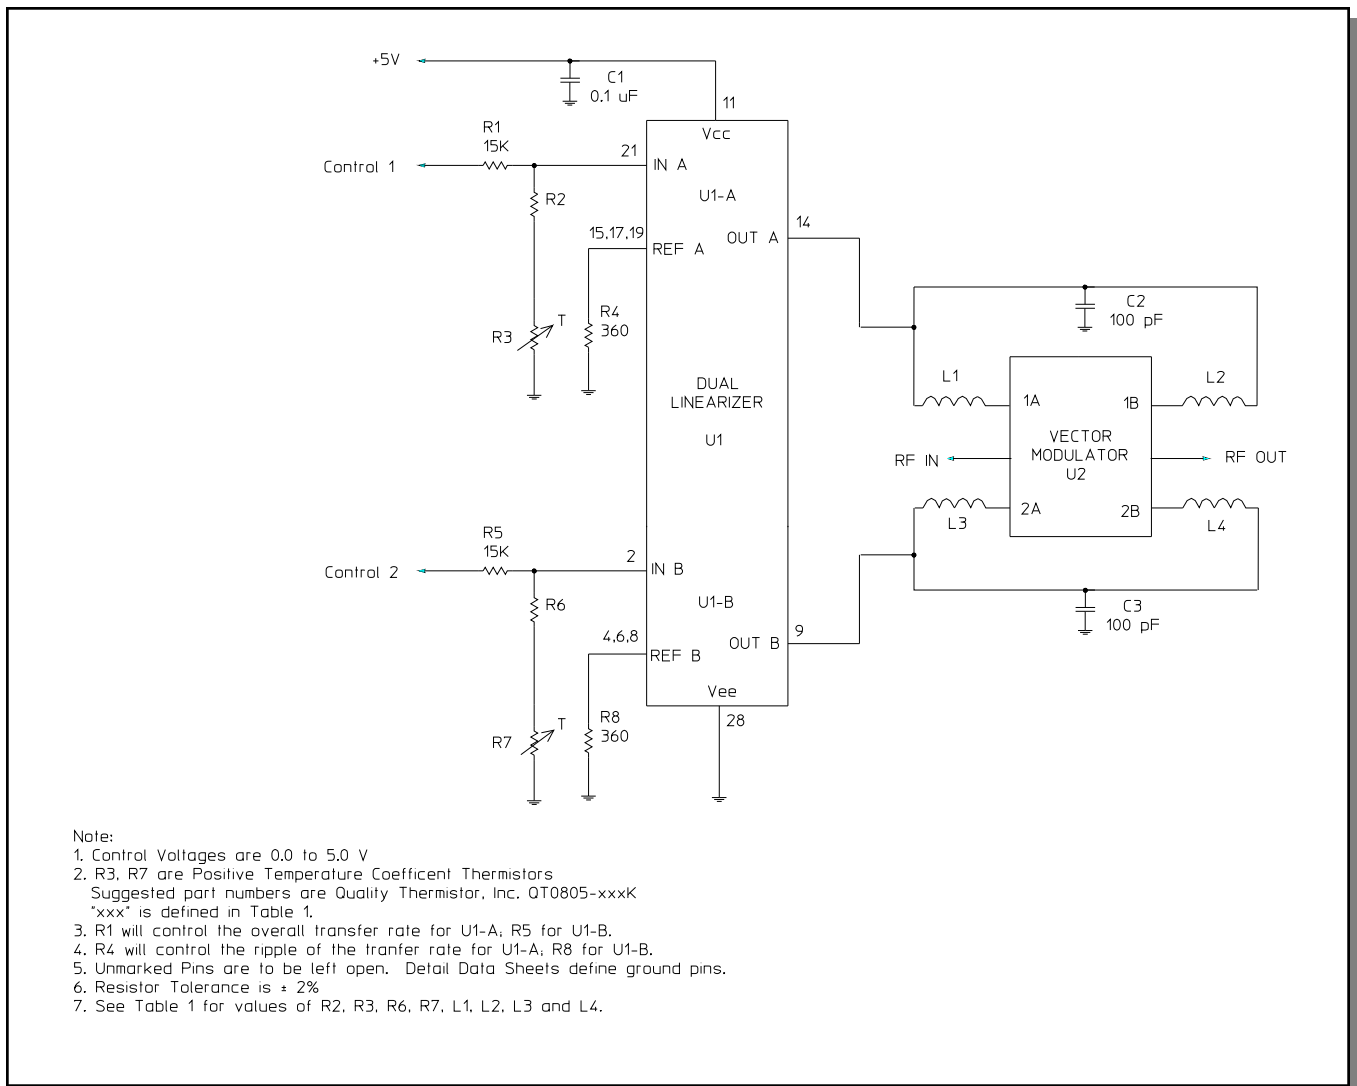 +5V
C1
0.1 uF
11
Vcc
R1
15K
21
Control 1
IN A
R2
U1-A
14
15,17,19
OUT A
REF A
C2
100 pF
R4
360
T
R3
L1
L2
DUAL
LINEARIZER
1A
1B
U1
VECTOR
MODULATOR
U2
RF IN
RF OUT
2A
2B
L3
L4
R5
15K
2
Control 2
IN B
R6
U1-B
C3
100 pF
4,6,8
9
OUT B
REF B
Vee
R8
360
28
T
R7
Note:
1. Control Voltages are 0.0 to 5.0 V
2. R3, R7 are Positive Temperature Coefficent Thermistors
Suggested part numbers are Quality Thermistor, Inc. QT0805-xxxK
"xxx" is defined in Table 1.
3. R1 will control the overall transfer rate for U1-A; R5 for U1-B.
4. R4 will control the ripple of the tranfer rate for U1-A; R8 for U1-B.
5. Unmarked Pins are to be left open. Detail Data Sheets define ground pins.
6. Resistor Tolerance is ± 2%
7. See Table 1 for values of R2, R3, R6, R7, L1, L2, L3 and L4.